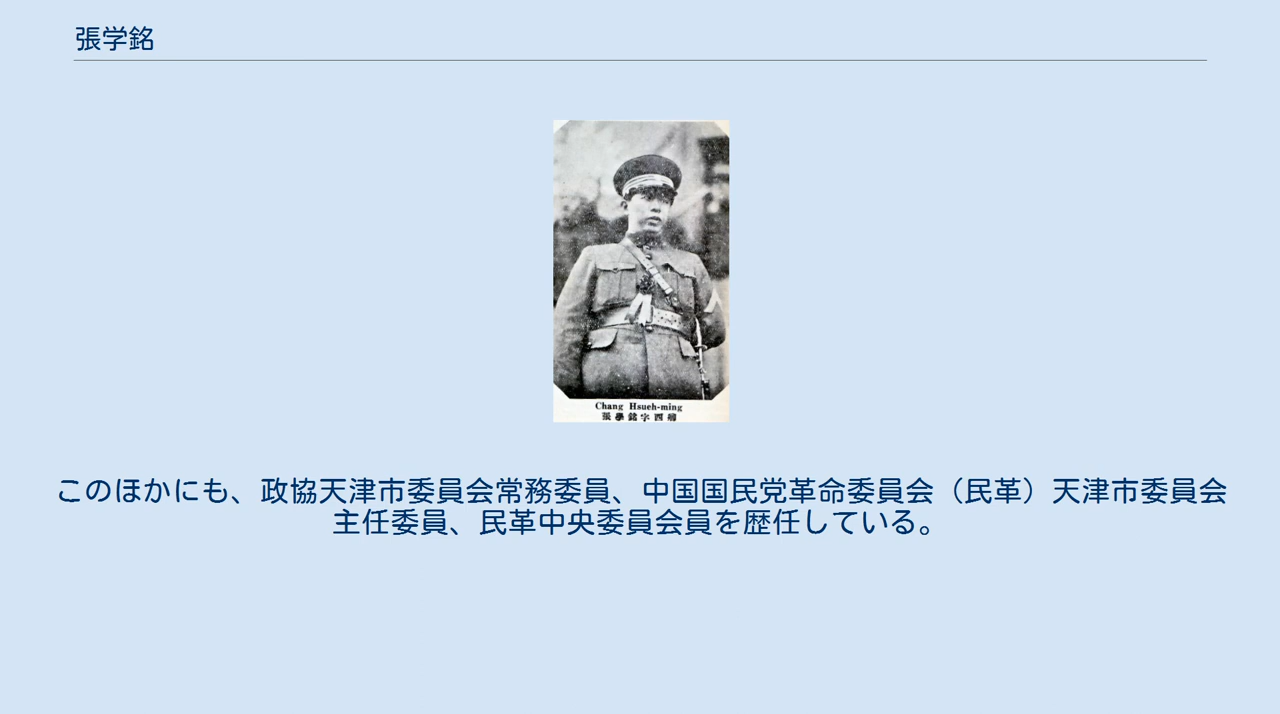 張学銘
Chang Hsueh-ming
張學銘字西卿
このほかにも、政協天津市委員会常務委員、中国国民党革命委員会（民革）天津市委員会
主任委員、民革中央委員会員を歴任している。